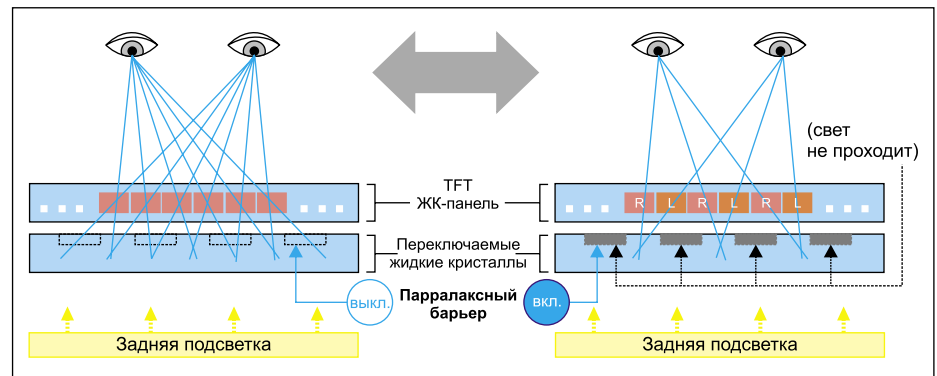 (свет
не проходит)
TFT
ЖК-панель
R L R L R L
Переключаемые
жидкие кристаллы
выкл.
Парралаксный
барьер
вкл.
Задняя подсветка
Задняя подсветка